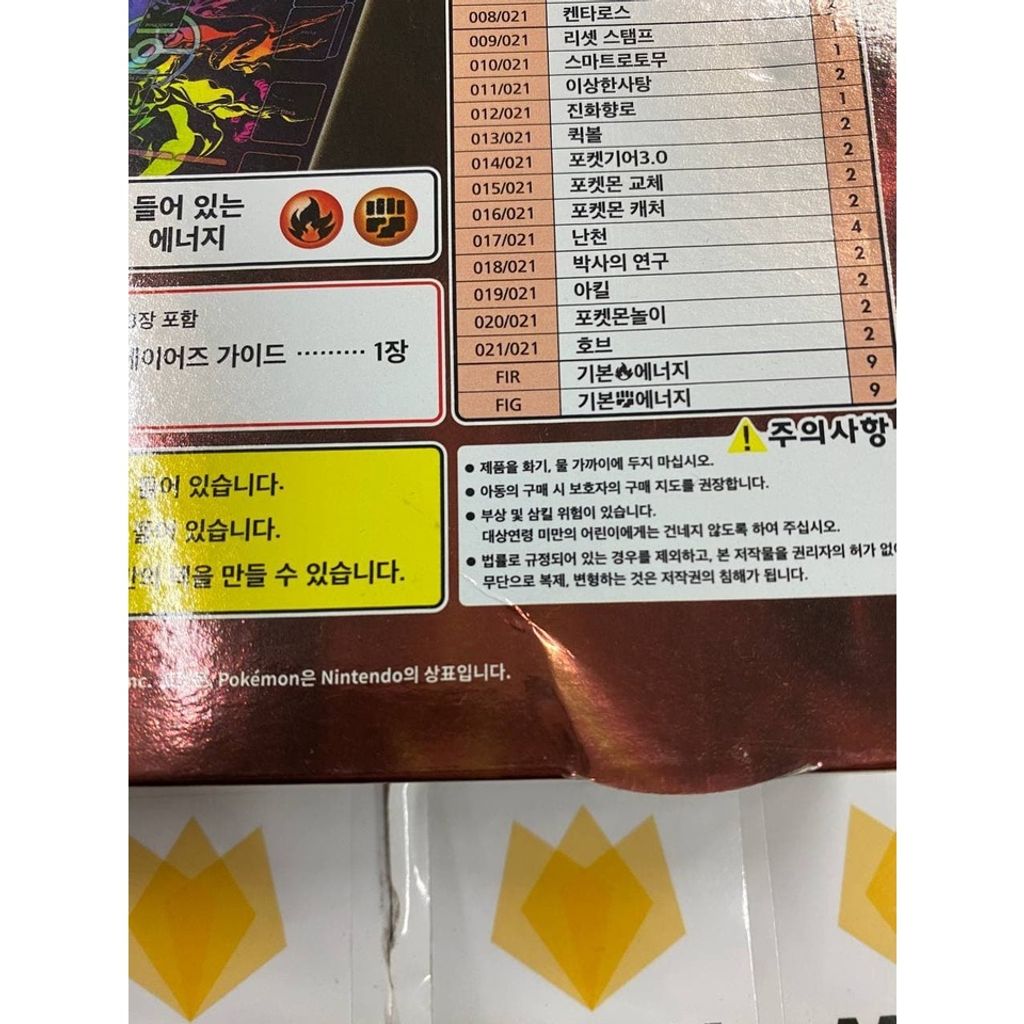 008/021 켄타로스 2
009/021 리셋 스탬프 1
010/021 스마트로토무 1
011/021 이상한사탕 2
012/021 진화향로 1
013/021 퀵볼 2
014/021 포켓기어3.0 2
015/021 포켓몬 교체 2
016/021 포켓몬 캐처 2
017/021 난천 4
018/021 박사의 연구 2
019/021 아킬 2
020/021 포켓몬놀이 2
021/021 호브 2
FIR 기본에너지 9
FIG 기본에너지 9
들어 있는
에너지
3장 포함
이어즈 가이드 ········· 1장
들어 있습니다.
들어 있습니다.
만들 수 있습니다.
주의사항
● 제품을 화기, 물 가까이에 두지 마십시오.
● 아동의 구매 시 보호자의 구매 지도를 권장합니다.
● 부상 및 삼킬 위험이 있습니다.
대상연령 미만의 어린이에게는 건네지 않도록 하여 주십시오.
● 법률로 규정되어 있는 경우를 제외하고, 본 저작물을 권리자의 허가
무단으로 복제, 변형하는 것은 저작권의 침해가 됩니다.
Pokémon은 Nintendo의 상표입니다.